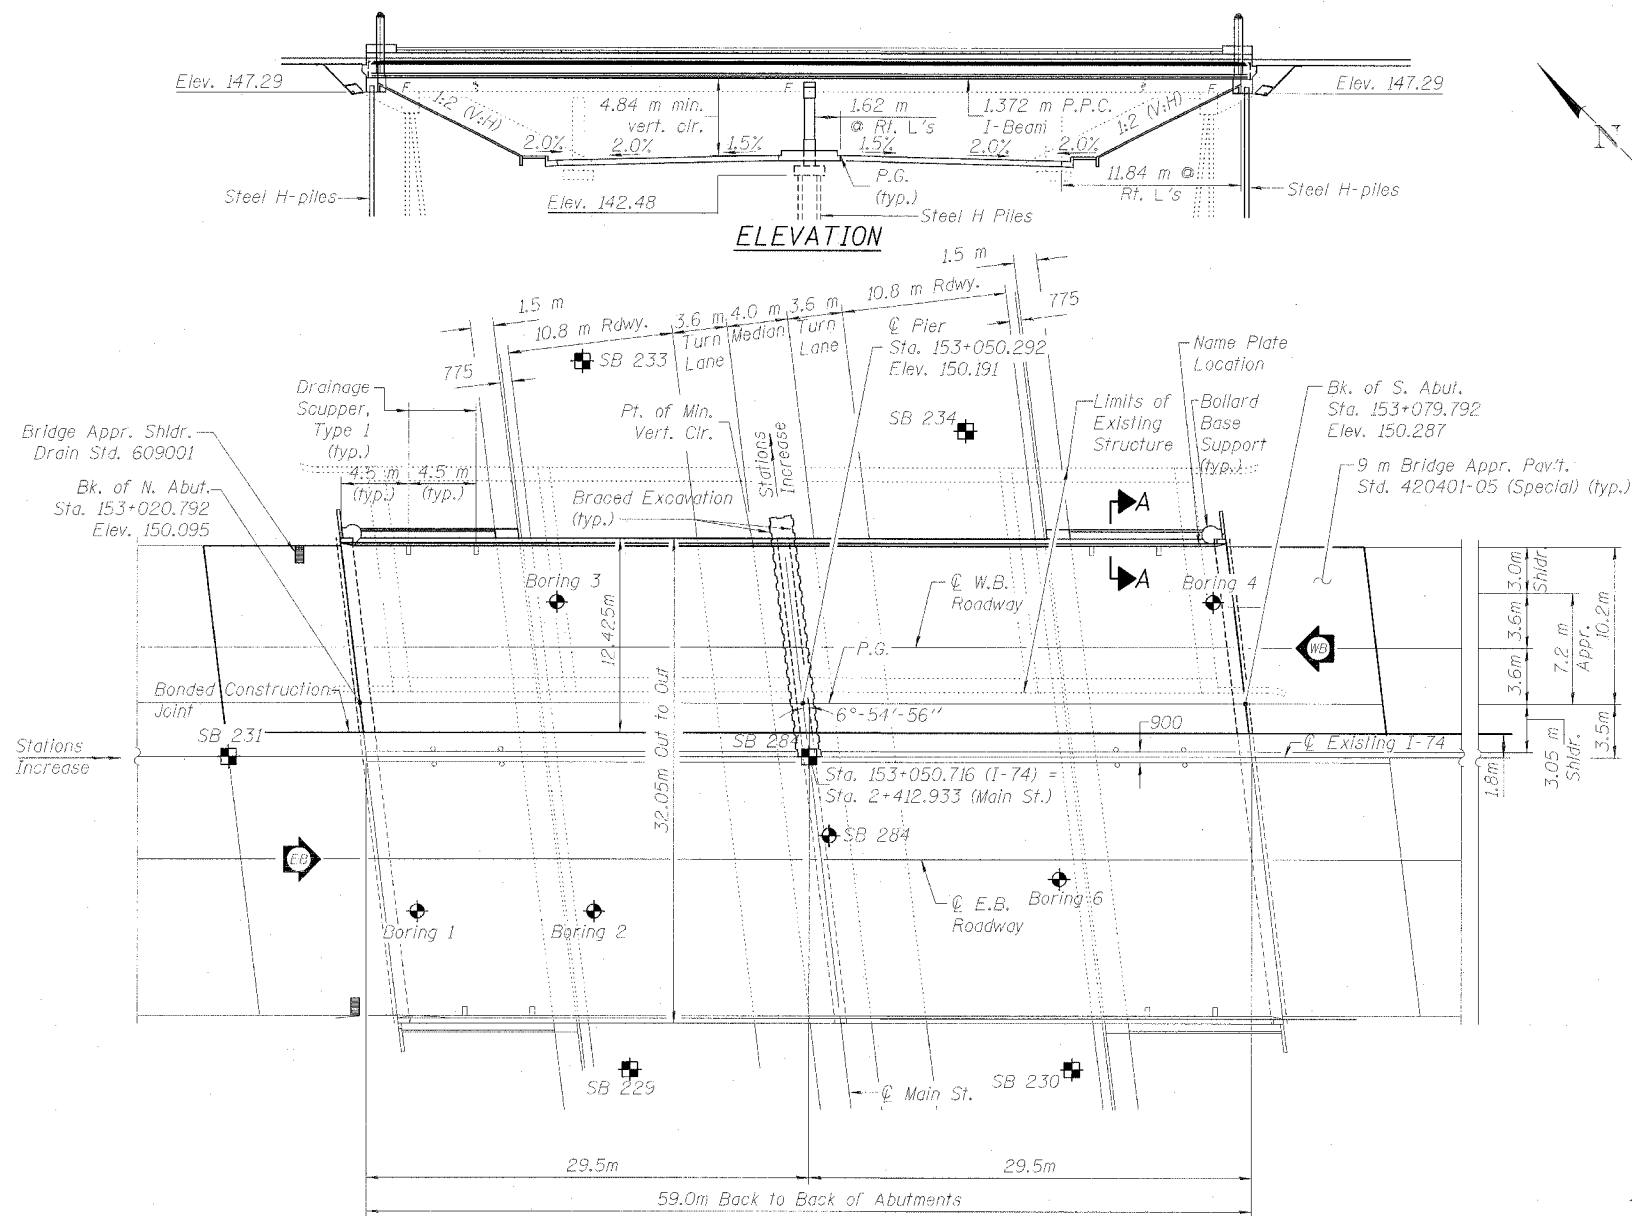 Elev. 147.29
Elev. 147.29
1:2 (V:H)
4.84 m min.
vert. clr.
1.62 m
@ Rt. L's
1.372 m P.P.C.
I-Beam
1:2 (V:H)
2.0%
2.0%
1.5%
1.5%
2.0%
2.0%
P.G.
(typ.)
11.84 m @
Rt. L's
Steel H-piles
Steel H-piles
Elev. 142.48
Steel H Piles
ELEVATION
N
1.5 m
1.5 m
10.8 m Rdwy.
3.6 m
Turn
Lane
4.0 m
Median
3.6 m
Turn
Lane
10.8 m Rdwy.
775
775
SB 233
℄ Pier
Sta. 153+050.292
Elev. 150.191
Name Plate
Location
Drainage
Scupper,
Type 1
(typ.)
Pt. of Min.
Vert. Clr.
SB 234
Limits of
Existing
Structure
Bollard
Base
Support
(typ.)
Bk. of S. Abut.
Sta. 153+079.792
Elev. 150.287
Bridge Appr. Shldr.
Drain Std. 609001
4.5 m
(typ.)
4.5 m
(typ.)
Stations
Increase
9 m Bridge Appr. Pav't.
Std. 420401-05 (Special) (typ.)
Bk. of N. Abut.
Sta. 153+020.792
Elev. 150.095
Braced Excavation
(typ.)
A
A
Boring 3
℄ W.B.
Roadway
Boring 4
12.425m
3.0m
Shldr.
3.6m
3.6m
7.2 m
Appr.
10.2m
WB
P.G.
Bonded Construction
Joint
6°-54'-56"
SB 231
SB 284
900
℄ Existing I-74
Stations
Increase
1.8m
3.05 m
Shldr.
3.5m
32.05m Out to Out
Sta. 153+050.716 (I-74) =
Sta. 2+412.933 (Main St.)
SB 284
EB
℄ E.B.
Roadway
Boring 6
Boring 1
Boring 2
SB 229
SB 230
℄ Main St.
29.5m
29.5m
59.0m Back to Back of Abutments